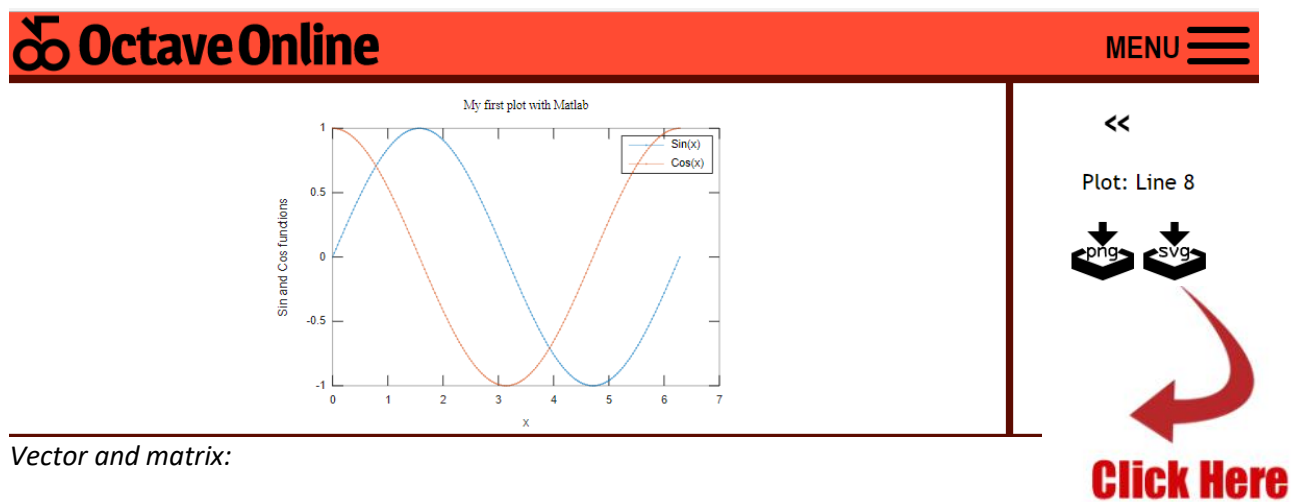 Octave Online
MENU
My first plot with Matlab
1
0.5
0
-0.5
-1
Sin and Cos functions
Sin(x)
Cos(x)
0 1 2 3 4 5 6 7
x
<<
Plot: Line 8
png svg
Click Here
Vector and matrix: